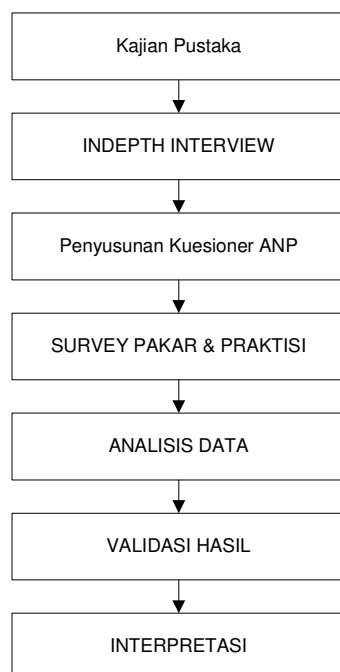 Kajian Pustaka
INDEPTH INTERVIEW
Penyusunan Kuesioner ANP
SURVEY PAKAR & PRAKTISI
ANALISIS DATA
VALIDASI HASIL
INTERPRETASI